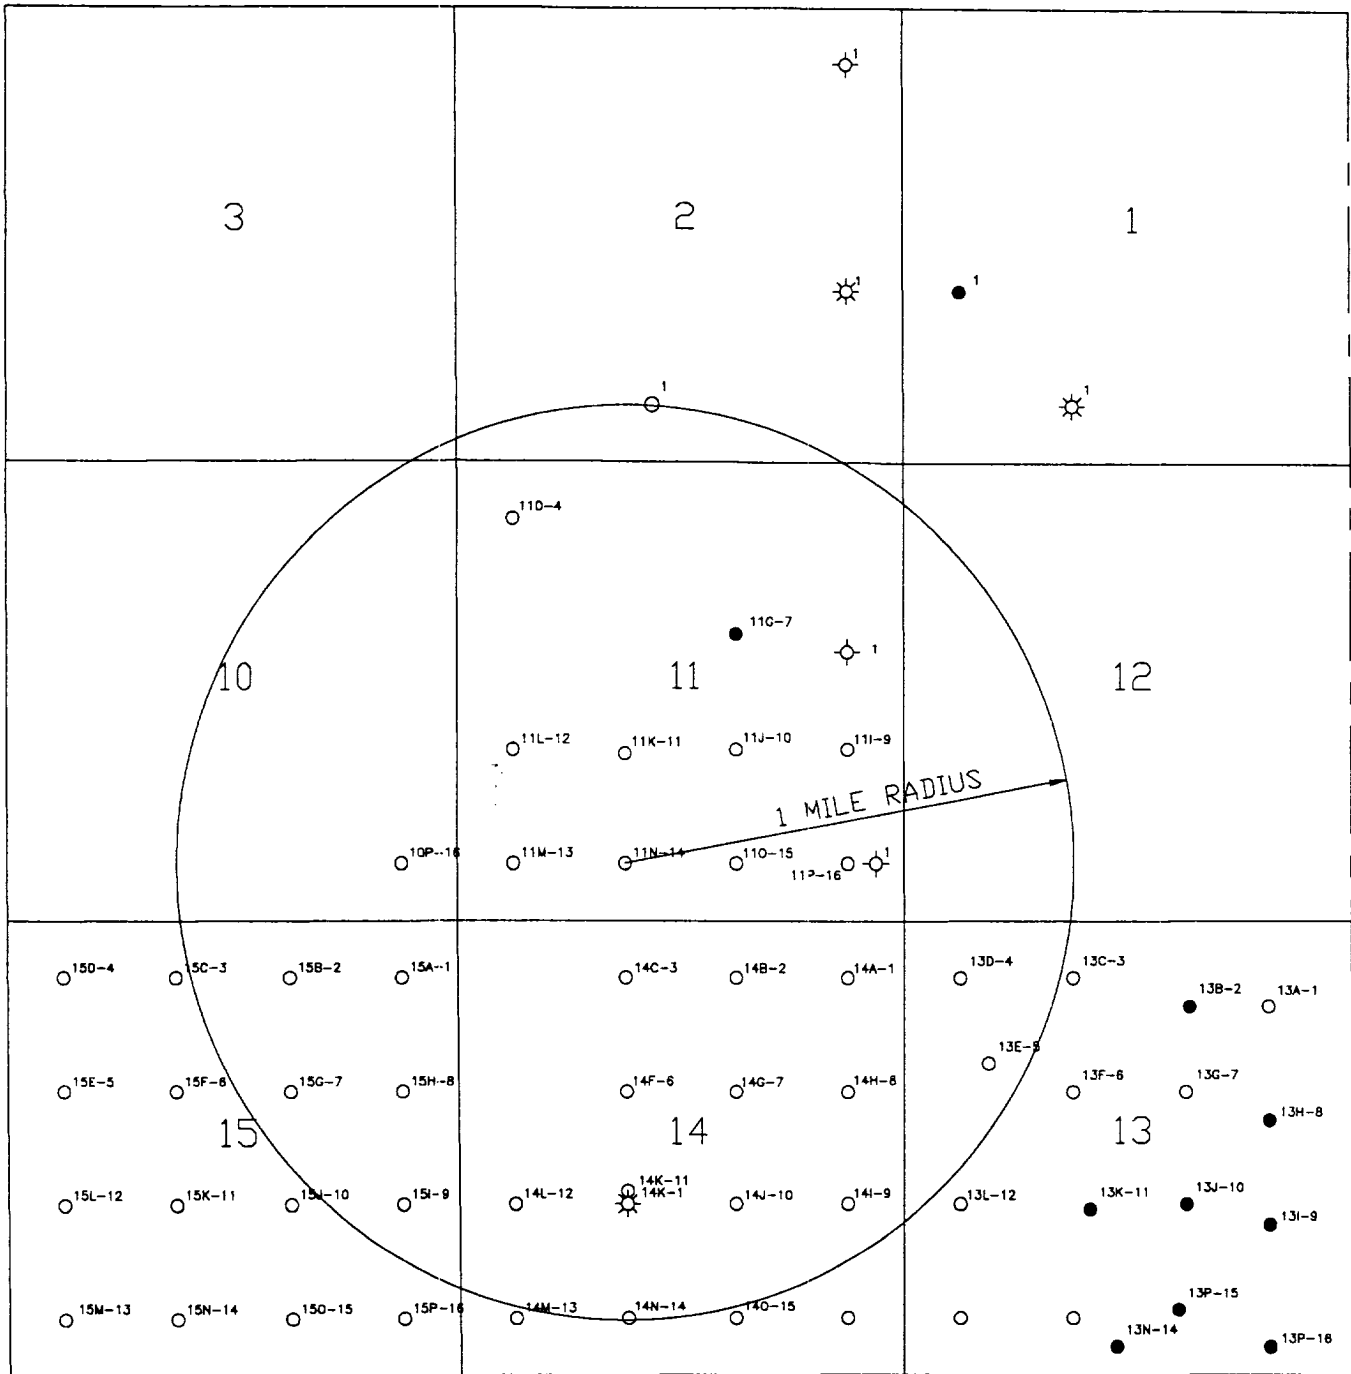 1
3
2
1
1
1
1
1
11D-4
11G-7
1
10
11
12
11L-12
11K-11
11J-10
11I-9
1 MILE RADIUS
10P-16
11M-13
11N-14
11O-15
11P-16
1
15D-4
15C-3
15B-2
15A-1
14C-3
14B-2
14A-1
13D-4
13C-3
13B-2
13A-1
13E-5
15E-5
15F-6
15G-7
15H-8
14F-6
14G-7
14H-8
13F-6
13G-7
13H-8
15
14
13
14K-11
15L-12
15K-11
15J-10
15I-9
14L-12
14K-1
14J-10
14I-9
13L-12
13K-11
13J-10
13I-9
15M-13
15N-14
15O-15
15P-16
14M-13
14N-14
14O-15
13P-15
13N-14
13P-16